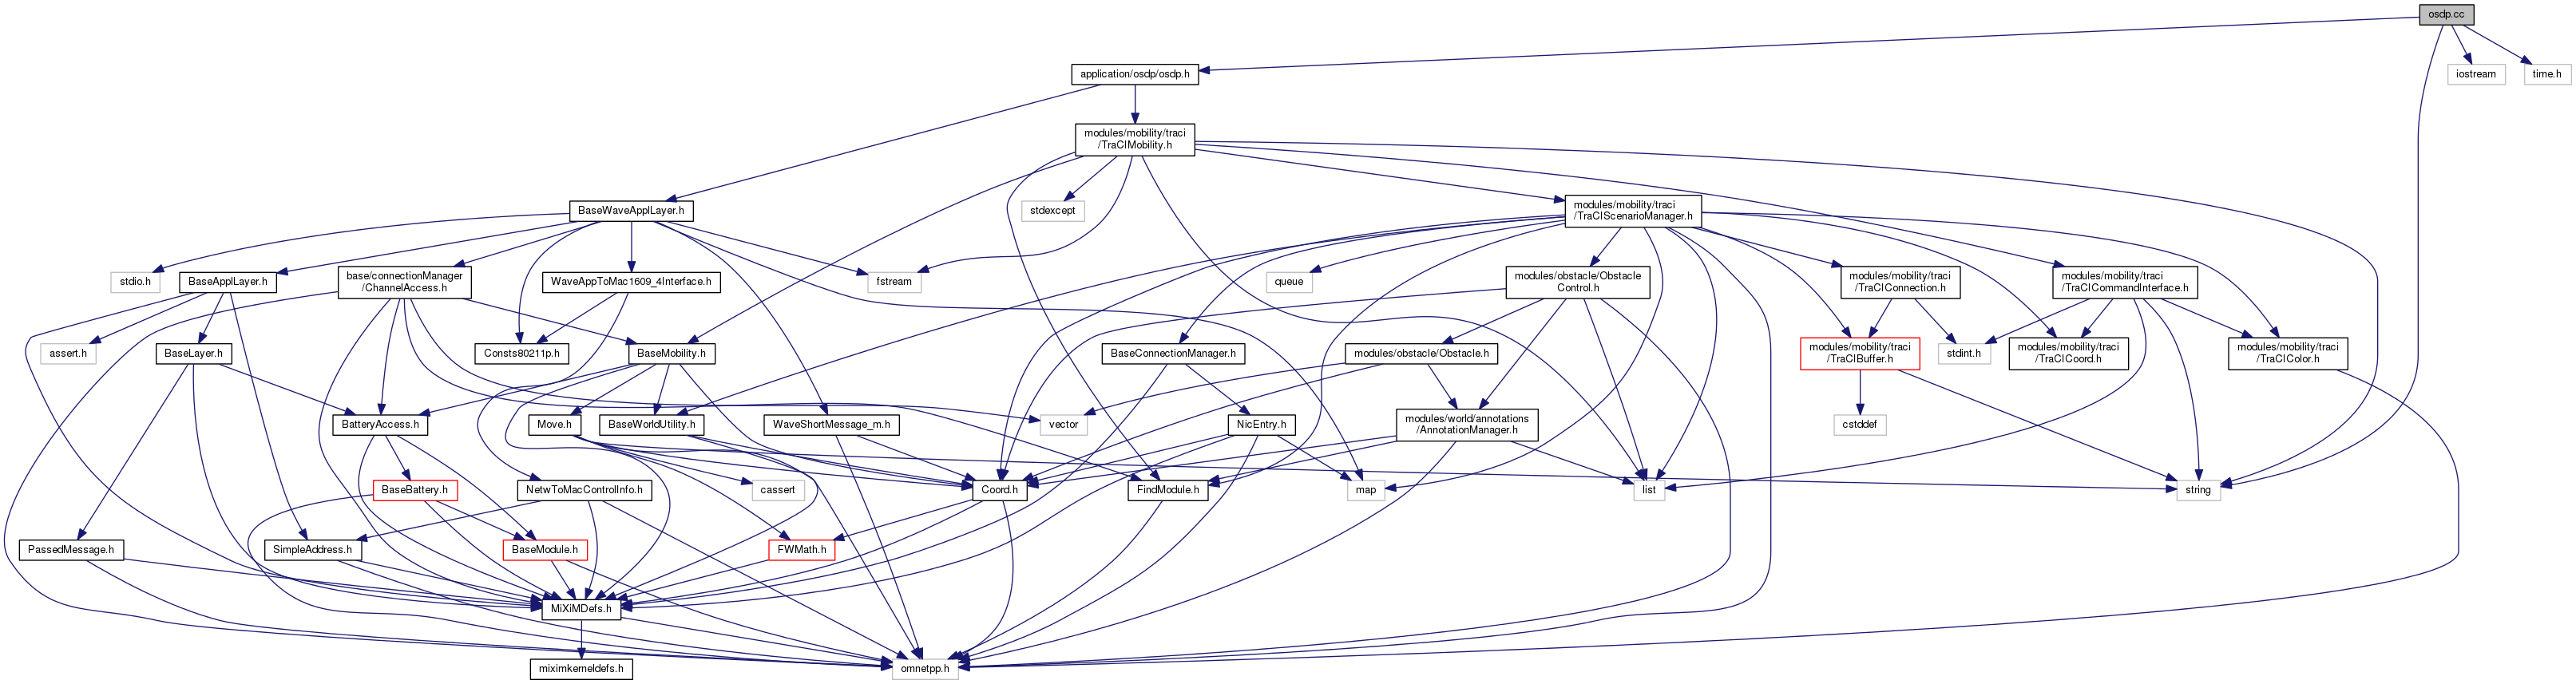 osdp.cc
application/osdp/osdp.h
iostream
time.h
modules/mobility/traci
/TraCIMobility.h
BaseWaveApplLayer.h
stdexcept
modules/mobility/traci
/TraCIScenarioManager.h
stdio.h
BaseApplLayer.h
base/connectionManager
/ChannelAccess.h
WaveAppToMac1609_4Interface.h
fstream
queue
modules/obstacle/Obstacle
Control.h
modules/mobility/traci
/TraCIConnection.h
modules/mobility/traci
/TraCICommandInterface.h
assert.h
BaseLayer.h
Consts80211p.h
BaseMobility.h
BaseConnectionManager.h
modules/obstacle/Obstacle.h
modules/mobility/traci
/TraCIBuffer.h
stdint.h
modules/mobility/traci
/TraCICoord.h
modules/mobility/traci
/TraCIColor.h
BatteryAccess.h
Move.h
BaseWorldUtility.h
WaveShortMessage_m.h
vector
NicEntry.h
modules/world/annotations
/AnnotationManager.h
cstddef
BaseBattery.h
NetwToMacControlInfo.h
cassert
Coord.h
FindModule.h
map
list
string
PassedMessage.h
SimpleAddress.h
BaseModule.h
FWMath.h
MiXiMDefs.h
miximkerneldefs.h
omnetpp.h